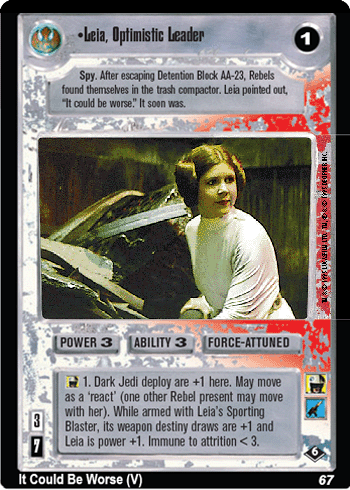 •Leia, Optimistic Leader
1
Spy. After escaping Detention Block AA-23, Rebels
found themselves in the trash compactor. Leia pointed out,
“It could be worse.” It soon was.
POWER 3
ABILITY 3
FORCE-ATTUNED
1. Dark Jedi deploy are +1 here. May move
as a ‘react’ (one other Rebel present may move
with her). While armed with Leia’s Sporting
Blaster, its weapon destiny draws are +1 and
Leia is power +1. Immune to attrition < 3.
3
7
6
It Could Be Worse (V)
67